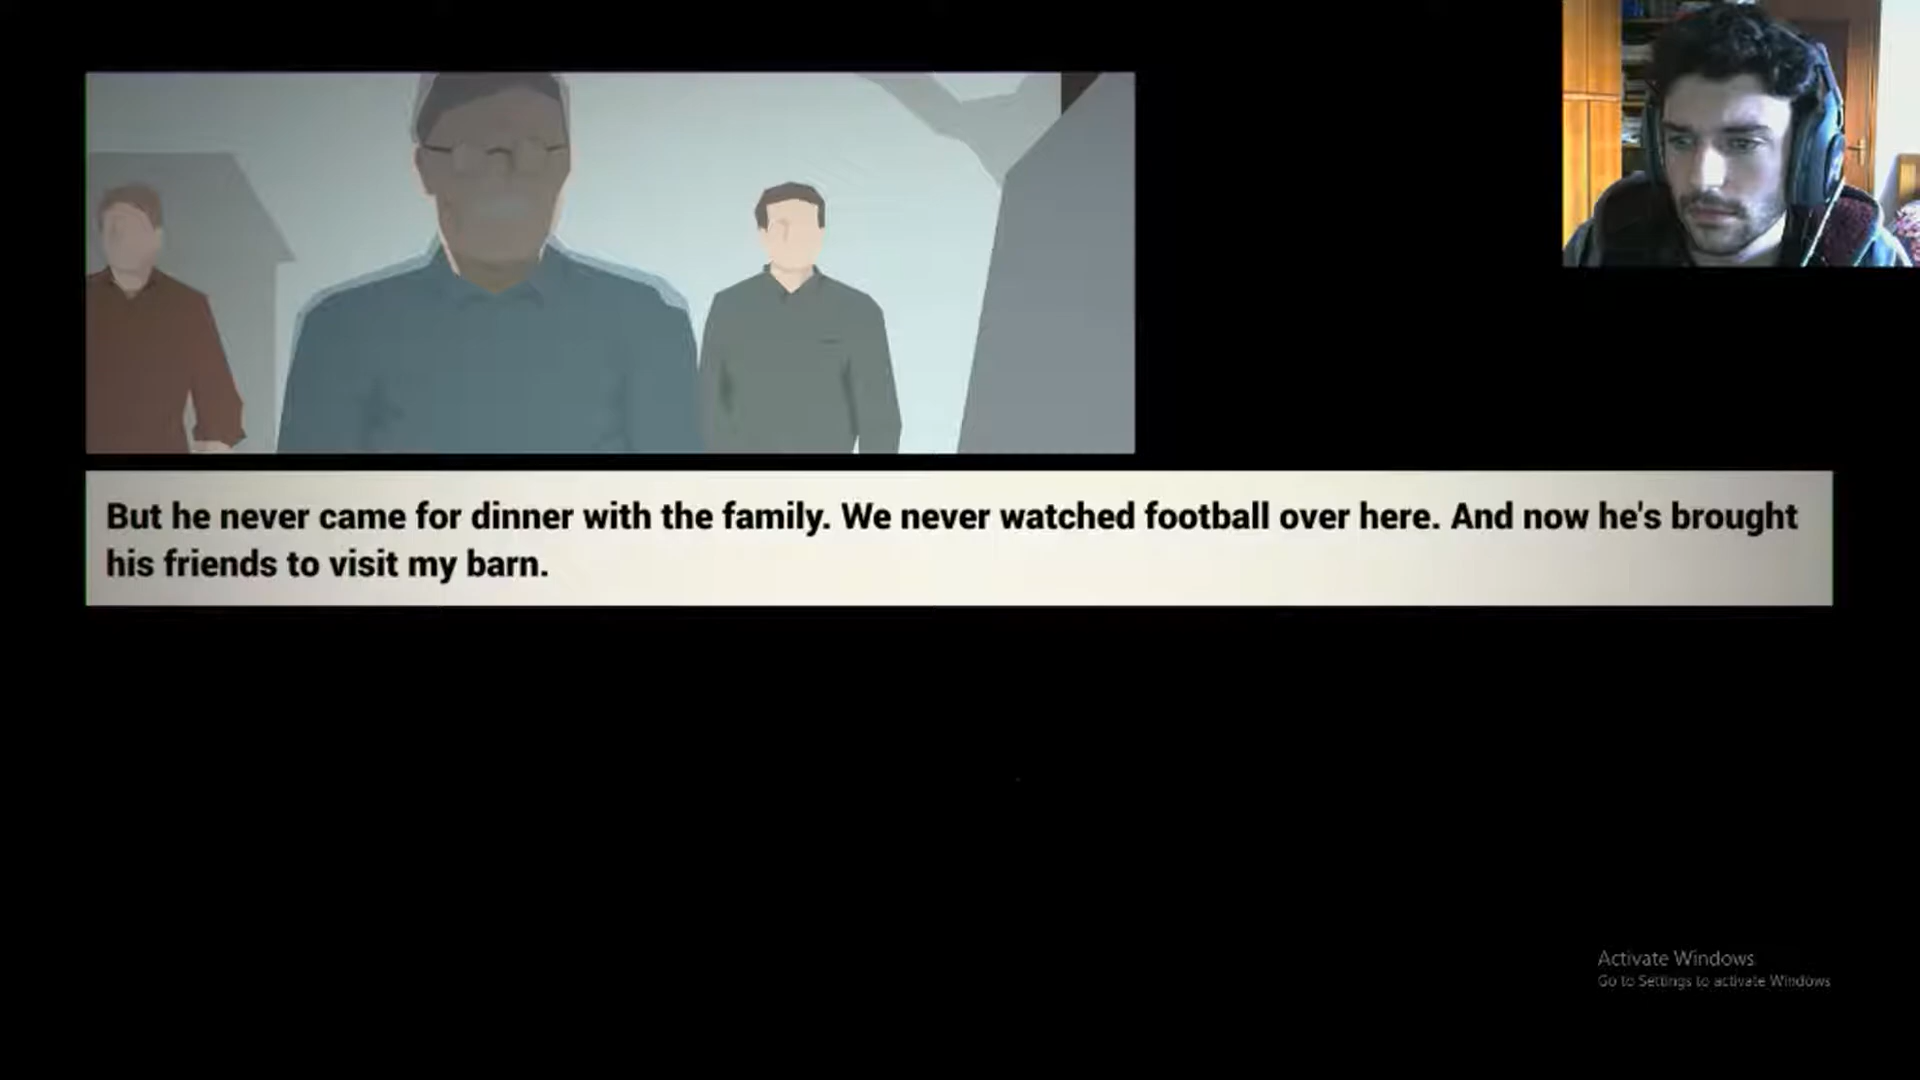 But he never came for dinner with the family. We never watched football over here. And now he's brought
his friends to visit my barn.
Activate Windows
Go to Settings to activate Windows